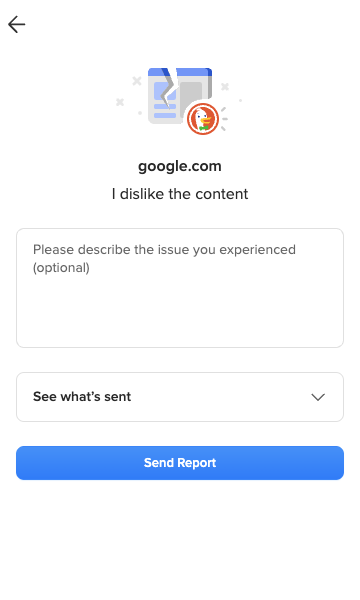 google.com
I dislike the content
Please describe the issue you experienced
(optional)
See what's sent
Send Report